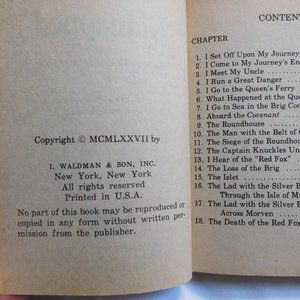 Copyright © MCMLXXVII by
I. WALDMAN & SON, INC.
New York, New York
All rights reserved
Printed in U.S.A.
No part of this book may be reproduced or
copied in any form without written per-
mission from the publisher.
CONTEN
CHAPTER
1. I Set Off Upon My Journey
2. I Come to My Journey's En
3. I Meet My Uncle
4. I Run a Great Danger
5. I Go to the Queen's Ferry
6. What Happened at the Quee
7. I Go to Sea in the Brig Cove
8. Aboard the Covenant
9. The Roundhouse
10. The Man with the Belt of G
11. The Siege of the Roundhous
12. The Captain Knuckles Unde
13. I Hear of the "Red Fox"
14. The Loss of the Brig
15. The Islet
16. The Lad with the Silver B
Through the Isle of M
17. The Lad with the Silver B
Across Morven
18. The Death of the Red Fox